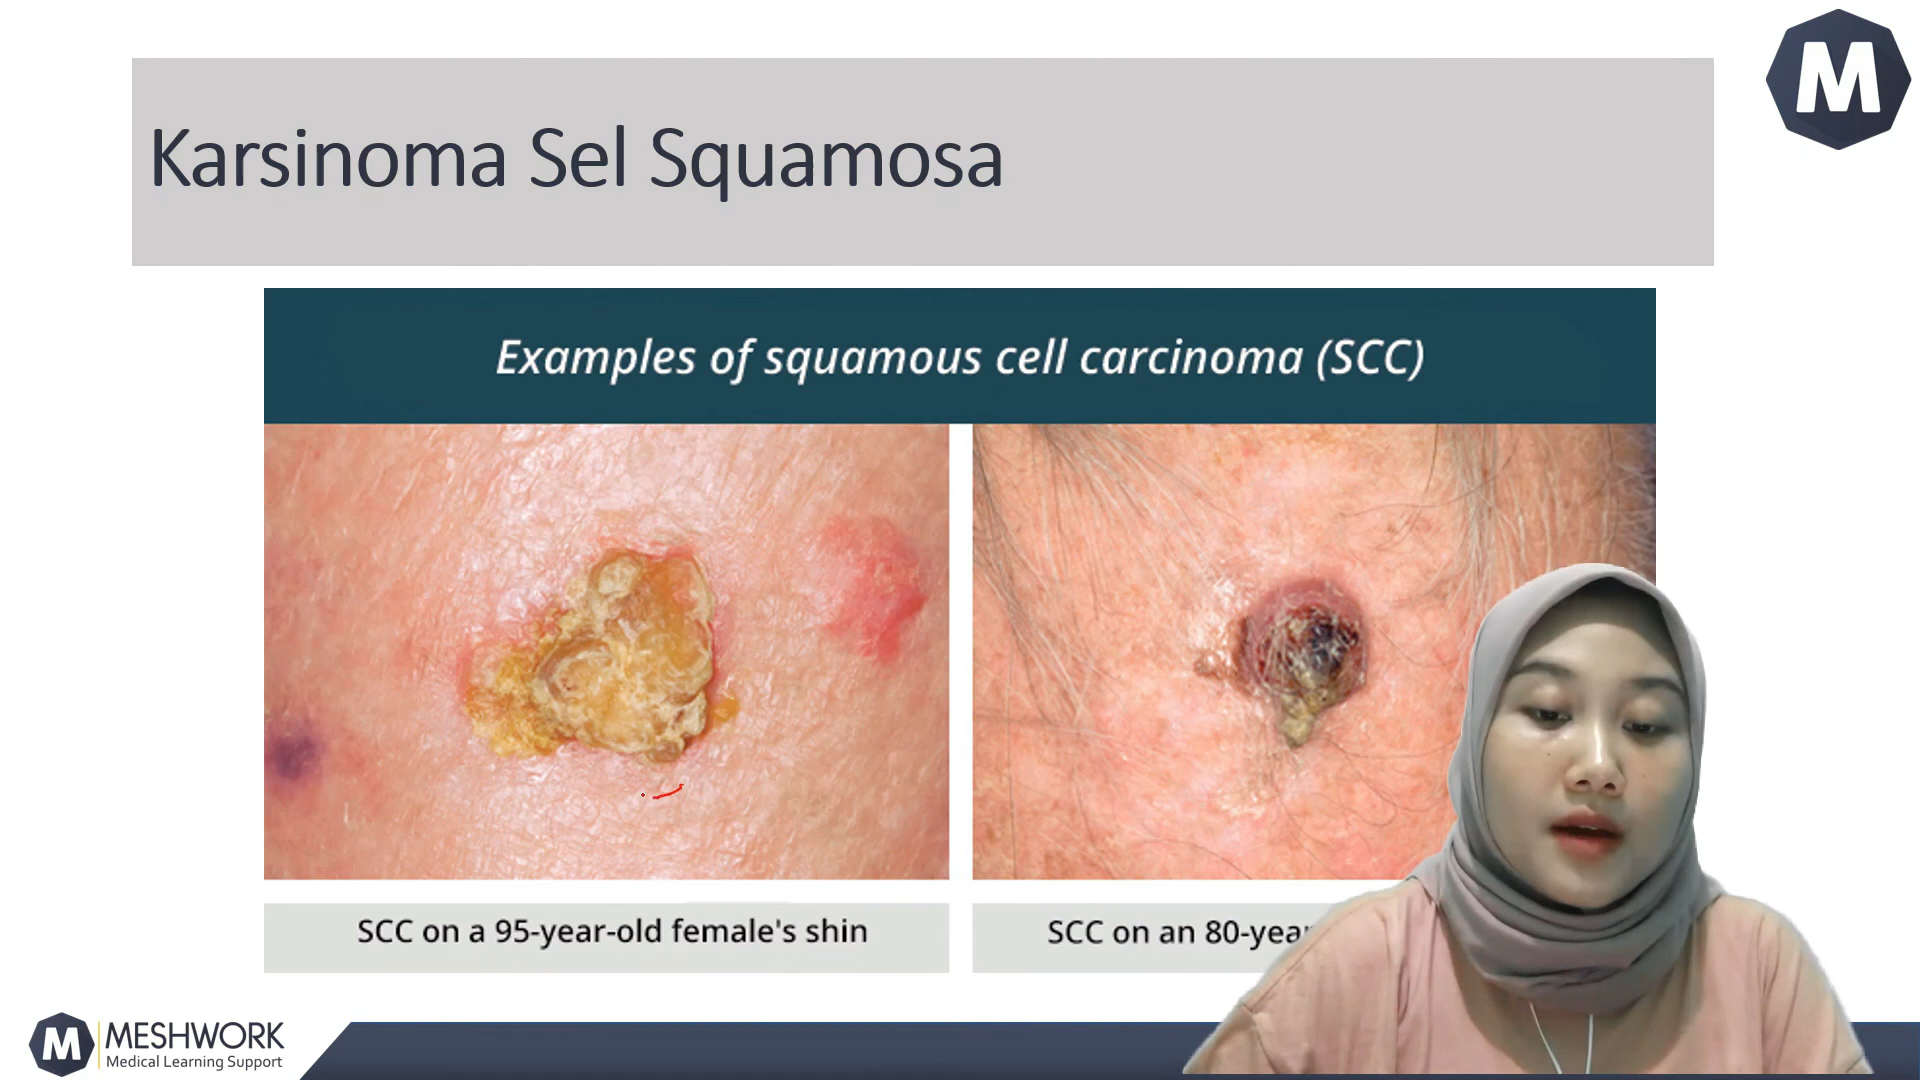 M
Karsinoma Sel Squamosa
Examples of squamous cell carcinoma (SCC)
SCC on a 95-year-old female's shin
SCC on an 80-year
M MESHWORK
Medical Learning Support